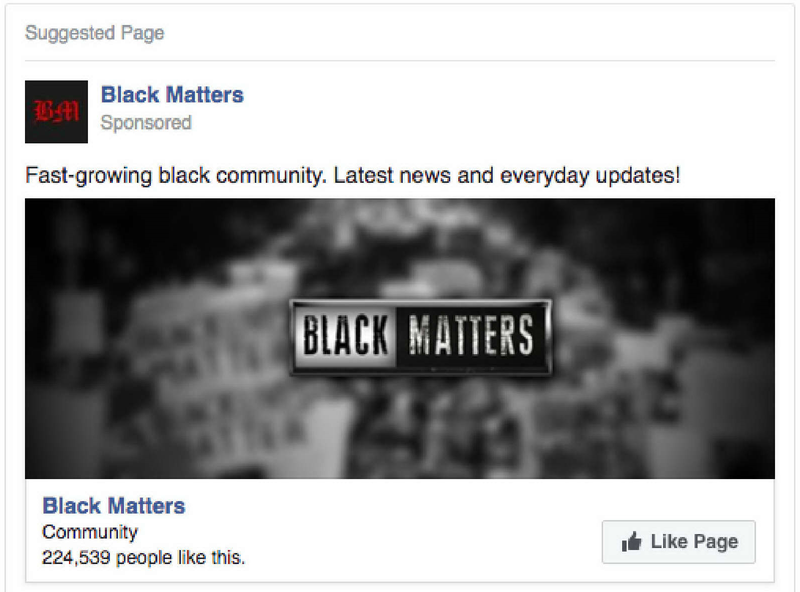 Suggested Page
BM
Black Matters
Sponsored
Fast-growing black community. Latest news and everyday updates!
BLACK MATTERS
Black Matters
Community
224,539 people like this.
Like Page